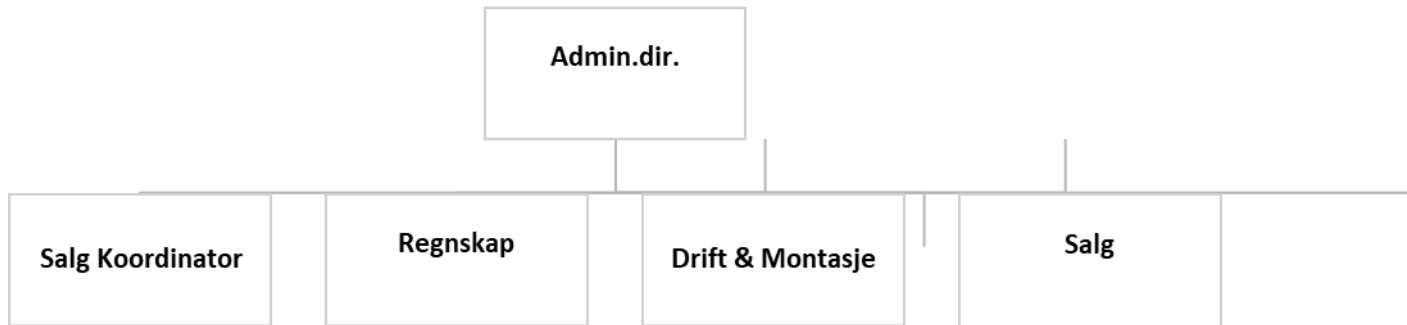 Admin.dir.
Salg Koordinator
Regnskap
Drift & Montasje
Salg